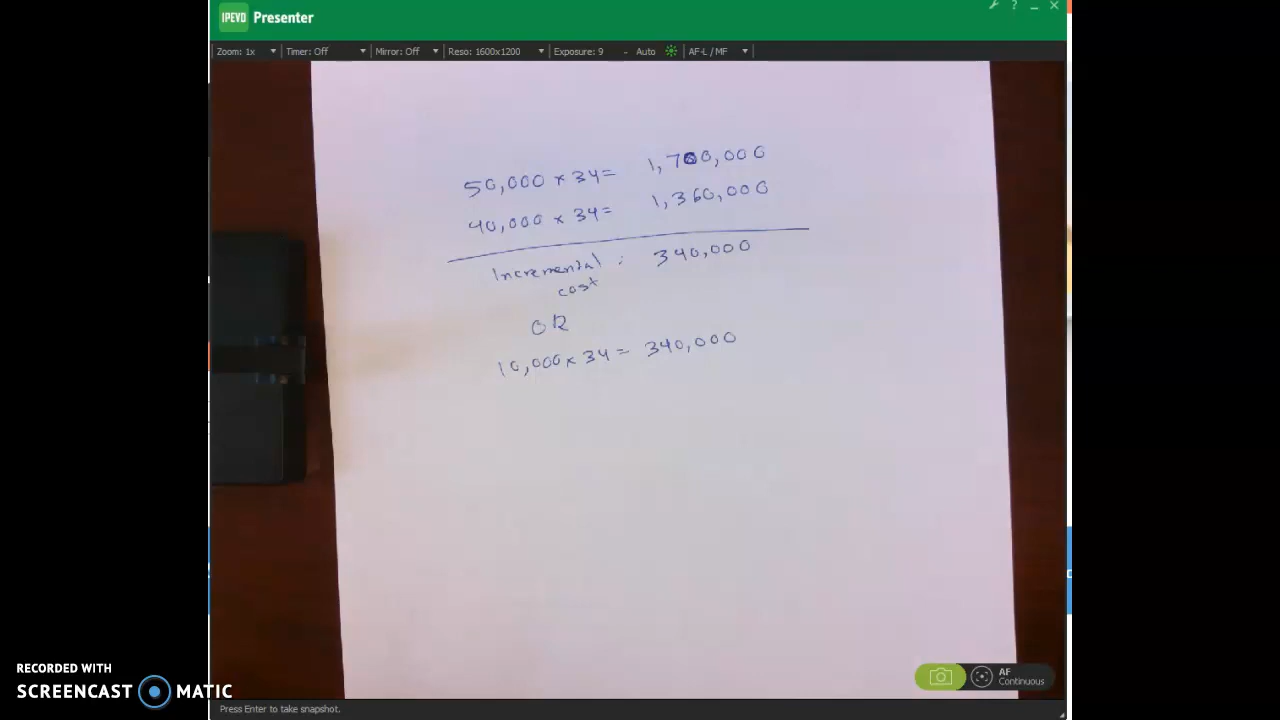 IPEVO Presenter
Zoom: 1x Timer: Off Mirror: Off Reso: 1600x1200 Exposure: 9 - Auto AF-L / MF
50,000 x 34= 1,700,000
40,000 x 34= 1,360,000
Incremental : 340,000
cost
OR
10,000 x 34= 340,000
AF
Continuous
RECORDED WITH
SCREENCAST MATIC
Press Enter to take snapshot.